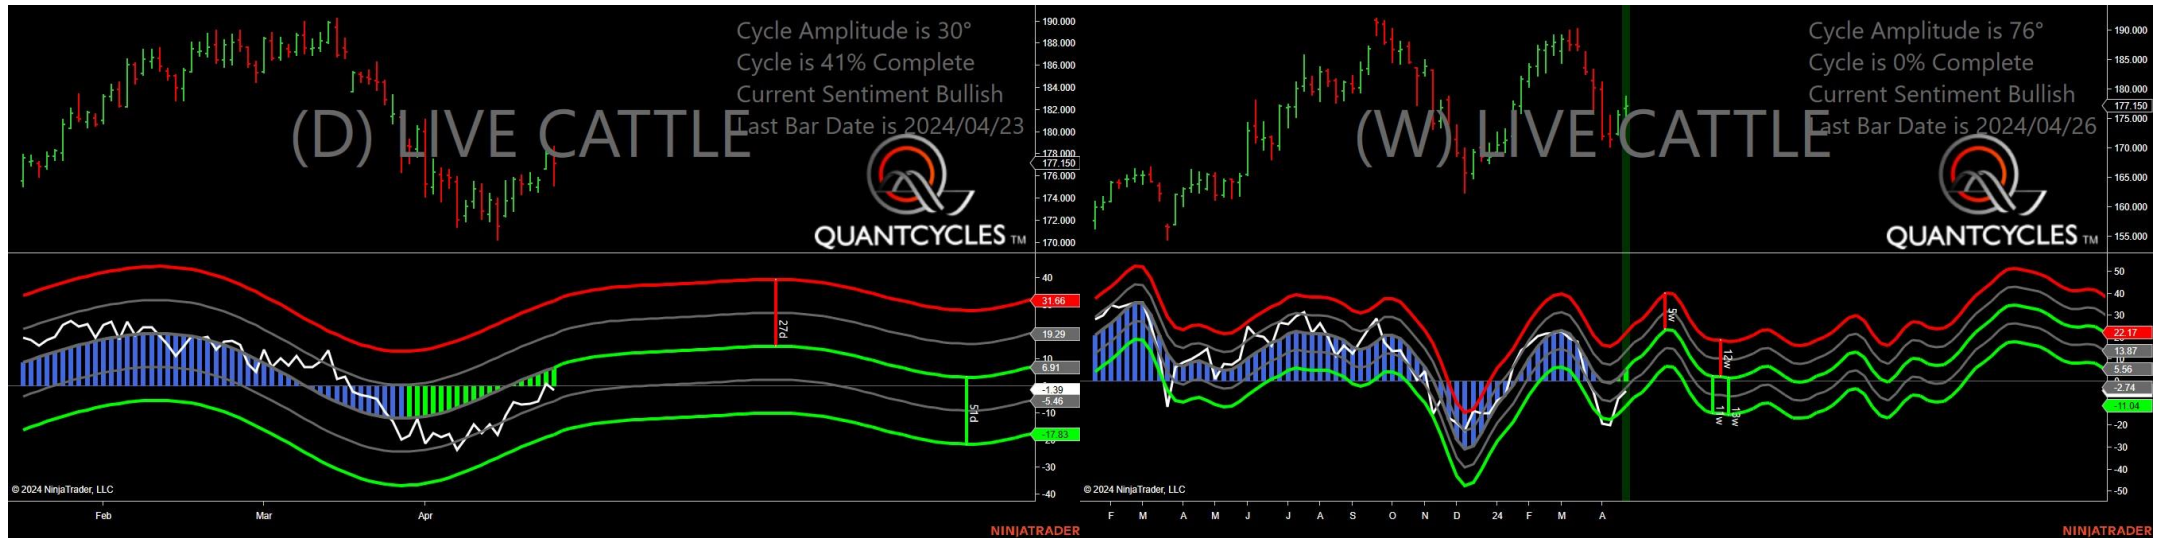 Cycle Amplitude is 30°
Cycle is 41% Complete
Current Sentiment Bullish
Last Bar Date is 2024/04/23
(D) LIVE CATTLE
QUANTCYCLES TM
190.000
188.000
186.000
184.000
182.000
180.000
178.000
177.150
176.000
174.000
172.000
170.000
40
31.66
19.29
10
6.91
-1.39
-5.46
-10
-17.83
-30
-40
27d
51d
© 2024 NinjaTrader, LLC
Feb Mar Apr
NINJATRADER
Cycle Amplitude is 76°
Cycle is 0% Complete
Current Sentiment Bullish
Last Bar Date is 2024/04/26
(W) LIVE CATTLE
QUANTCYCLES TM
190.000
185.000
180.000
177.150
175.000
170.000
165.000
160.000
155.000
50
40
30
22.17
13.87
10
5.56
-2.74
-11.04
-20
-30
-40
-50
5w
12w
11w
13w
© 2024 NinjaTrader, LLC
F M A M J J A S O N D 24 F M A
NINJATRADER